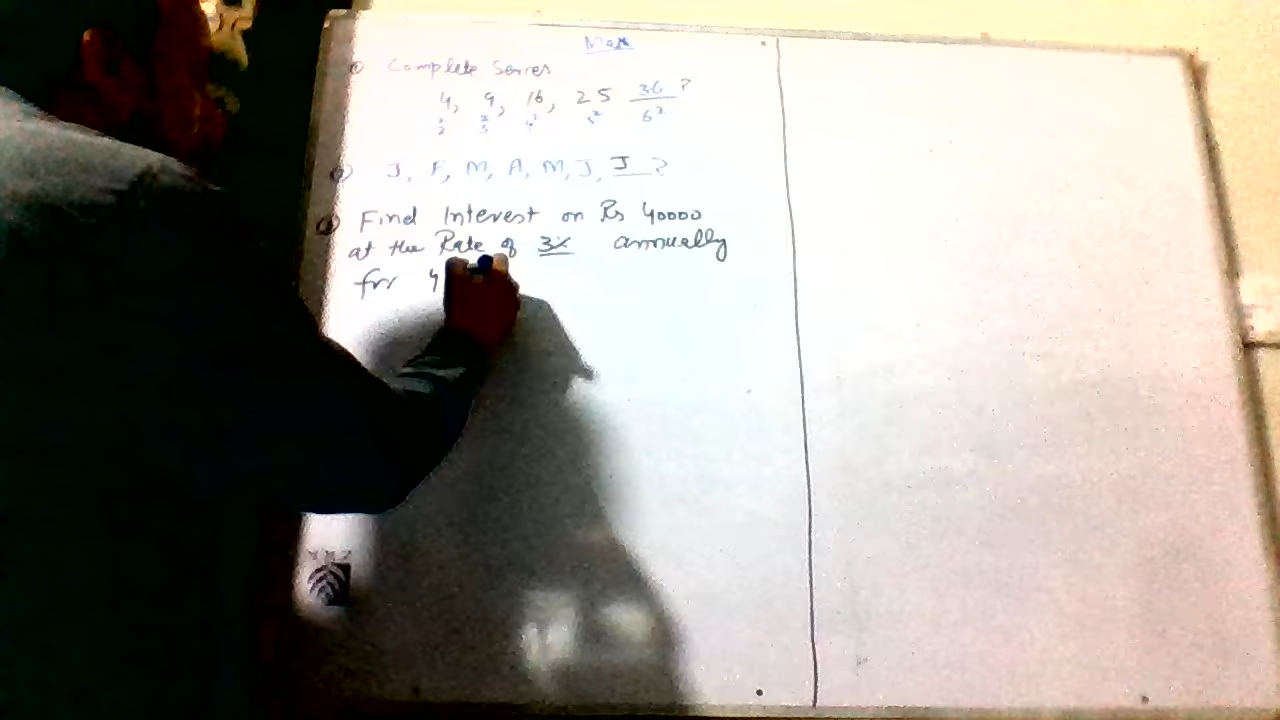 Math
① Complete Series
4, 9, 16, 25 36 ?
2² 3² 4² 5² 6²
② J, F, M, A, M, J, J ?
③ Find Interest on Rs 40000
at the Rate of 3% annually
for 4